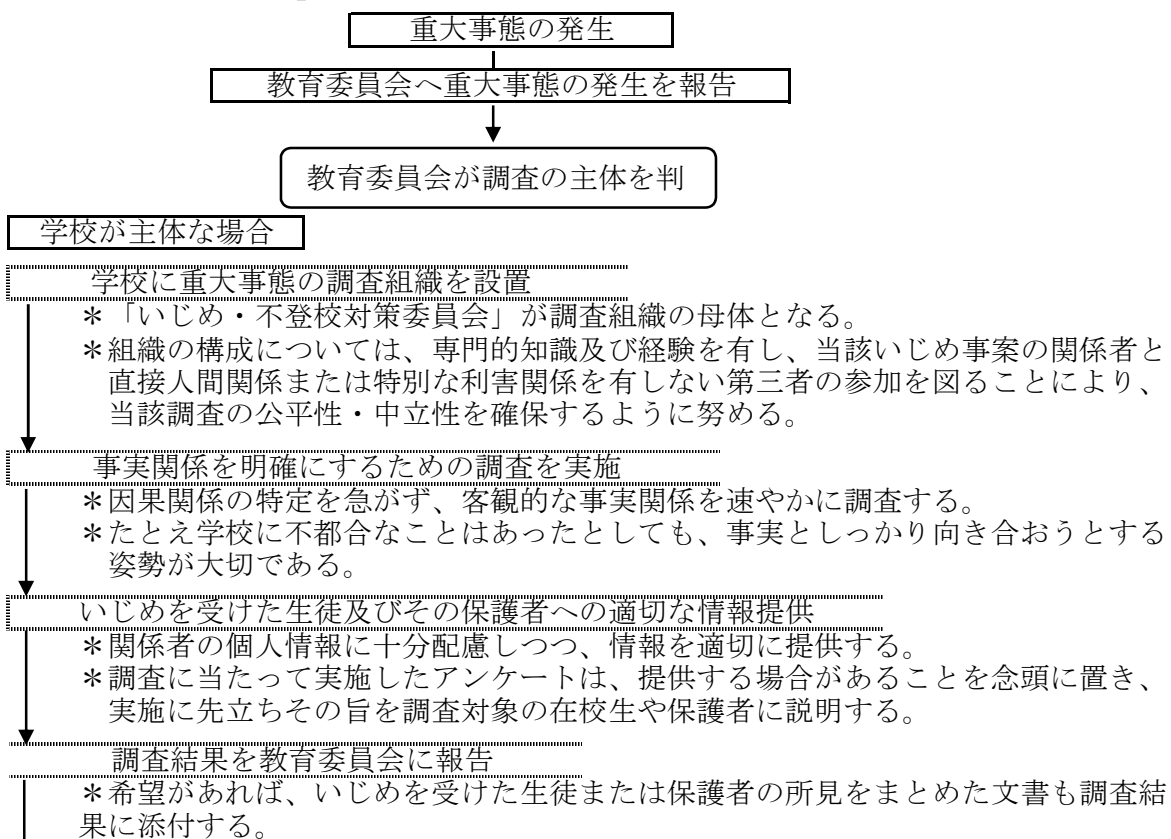 重大事態の発生
教育委員会へ重大事態の発生を報告
教育委員会が調査の主体を判
学校が主体な場合
学校に重大事態の調査組織を設置
＊「いじめ・不登校対策委員会」が調査組織の母体となる。
＊組織の構成については、専門的知識及び経験を有し、当該いじめ事案の関係者と
直接人間関係または特別な利害関係を有しない第三者の参加を図ることにより、
当該調査の公平性・中立性を確保するように努める。
事実関係を明確にするための調査を実施
＊因果関係の特定を急がず、客観的な事実関係を速やかに調査する。
＊たとえ学校に不都合なことはあったとしても、事実としっかり向き合おうとする
姿勢が大切である。
いじめを受けた生徒及びその保護者への適切な情報提供
＊関係者の個人情報に十分配慮しつつ、情報を適切に提供する。
＊調査に当たって実施したアンケートは、提供する場合があることを念頭に置き、
実施に先立ちその旨を調査対象の在校生や保護者に説明する。
調査結果を教育委員会に報告
＊希望があれば、いじめを受けた生徒または保護者の所見をまとめた文書も調査結
果に添付する。